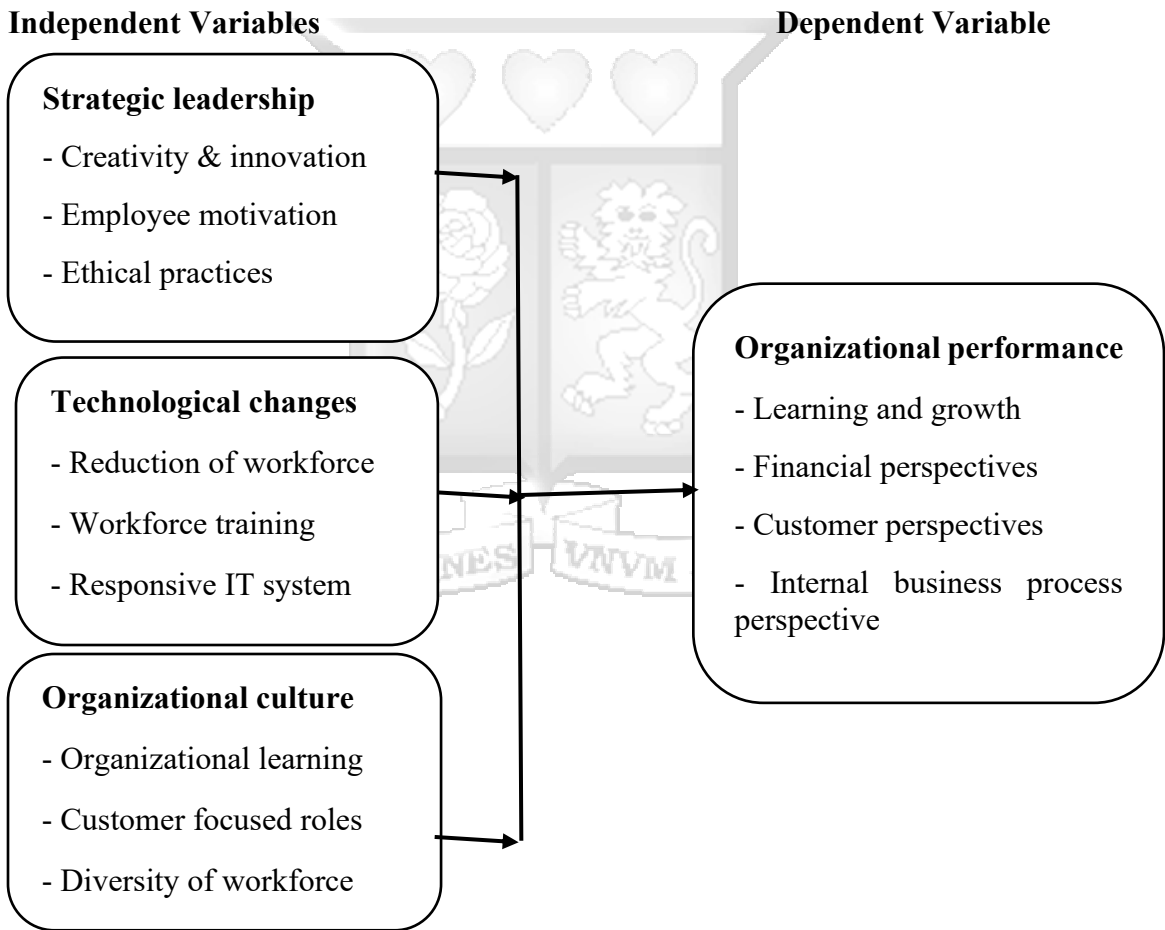 Independent Variables
Dependent Variable
Strategic leadership
- Creativity & innovation
- Employee motivation
- Ethical practices
Technological changes
- Reduction of workforce
- Workforce training
- Responsive IT system
Organizational culture
- Organizational learning
- Customer focused roles
- Diversity of workforce
Organizational performance
- Learning and growth
- Financial perspectives
- Customer perspectives
- Internal business process
perspective
NES VNVM